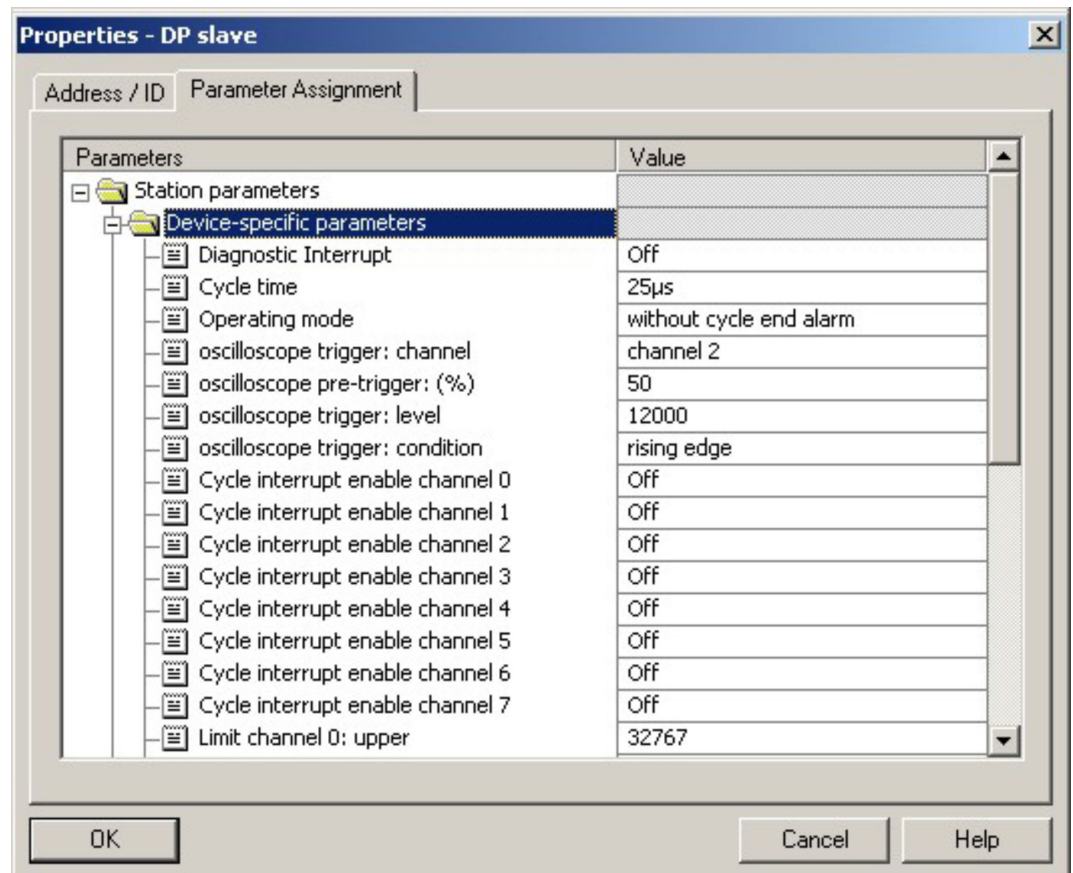 Properties - DP slave
Address / ID Parameter Assignment
Parameters Value
Station parameters
Device-specific parameters
Diagnostic Interrupt Off
Cycle time 25µs
Operating mode without cycle end alarm
oscilloscope trigger: channel channel 2
oscilloscope pre-trigger: (%) 50
oscilloscope trigger: level 12000
oscilloscope trigger: condition rising edge
Cycle interrupt enable channel 0 Off
Cycle interrupt enable channel 1 Off
Cycle interrupt enable channel 2 Off
Cycle interrupt enable channel 3 Off
Cycle interrupt enable channel 4 Off
Cycle interrupt enable channel 5 Off
Cycle interrupt enable channel 6 Off
Cycle interrupt enable channel 7 Off
Limit channel 0: upper 32767
OK Cancel Help